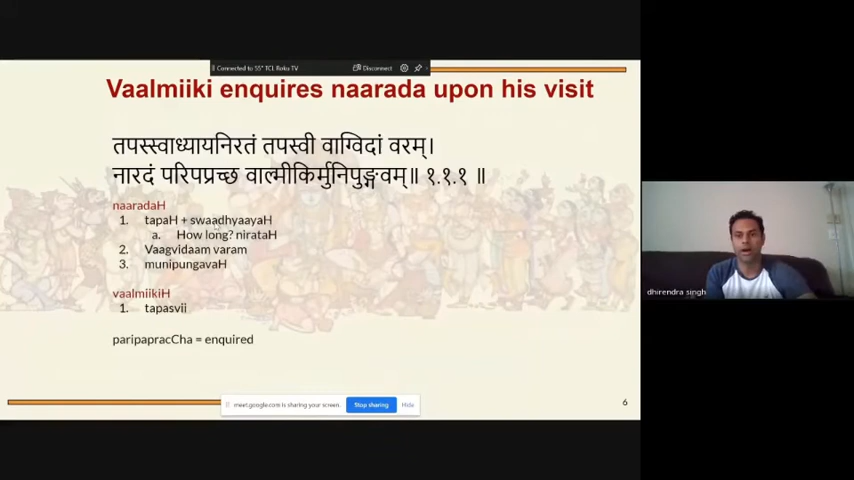 Connected to 55" TCL Roku TV
Disconnect
Vaalmiiki enquires naarada upon his visit
तपस्स्वाध्यायनिरतं तपस्वी वाग्विदां वरम्।
नारदं परिपप्रच्छ वाल्मीकिर्मुनिपुङ्गवम्॥ १.१.१ ॥
naaradaH
1. tapaH + swaadhyaayaH
a. How long? nirataH
2. Vaagvidaam varam
3. munipungavaH
vaalmiikiH
1. tapasvii
paripapracCha = enquired
meet.google.com is sharing your screen.
Stop sharing
Hide
6
dhirendra singh